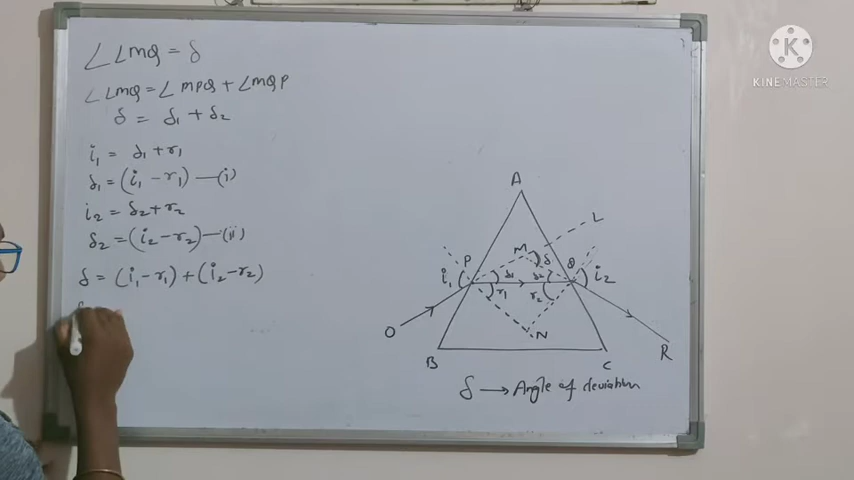 ∠LMQ = δ
∠LMQ = ∠MPQ + ∠MQP
δ = δ₁ + δ₂
i₁ = δ₁ + r₁
δ₁ = (i₁ - r₁) —(i)
i₂ = δ₂ + r₂
δ₂ = (i₂ - r₂) —(ii)
δ = (i₁ - r₁) + (i₂ - r₂)
K
KINEMASTER
A
L
M
P
δ
Q
i₁
δ₁
δ₂
i₂
r₁
r₂
O
N
B
C
R
δ → Angle of deviation